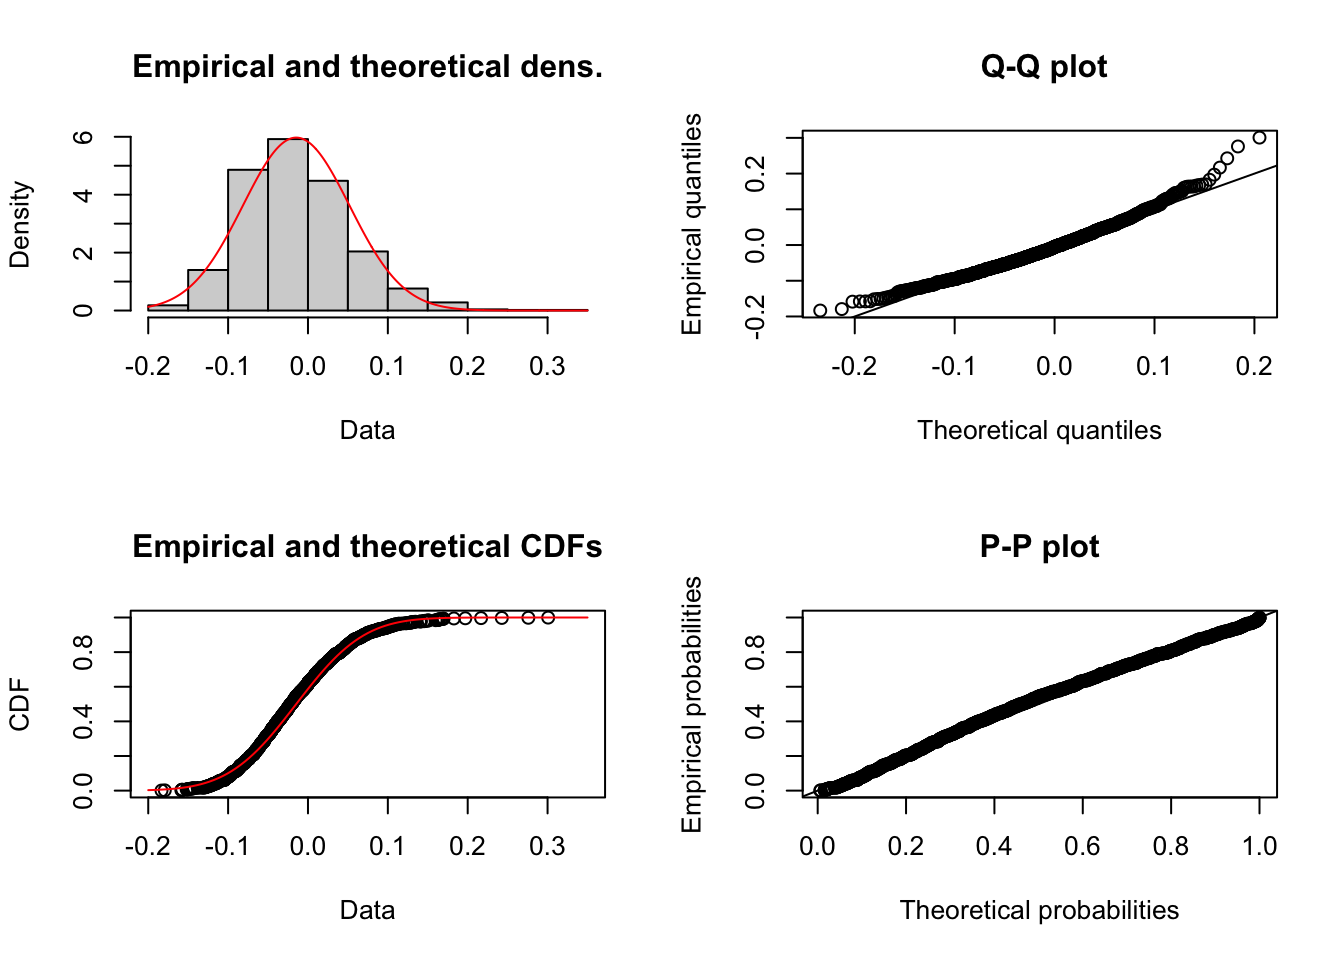 Empirical and theoretical dens.
Density
0 2 4 6
-0.2 -0.1 0.0 0.1 0.2 0.3
Data
Q-Q plot
Empirical quantiles
-0.2 0.0 0.2
-0.2 -0.1 0.0 0.1 0.2
Theoretical quantiles
Empirical and theoretical CDFs
CDF
0.0 0.4 0.8
-0.2 -0.1 0.0 0.1 0.2 0.3
Data
P-P plot
Empirical probabilities
0.0 0.4 0.8
0.0 0.2 0.4 0.6 0.8 1.0
Theoretical probabilities